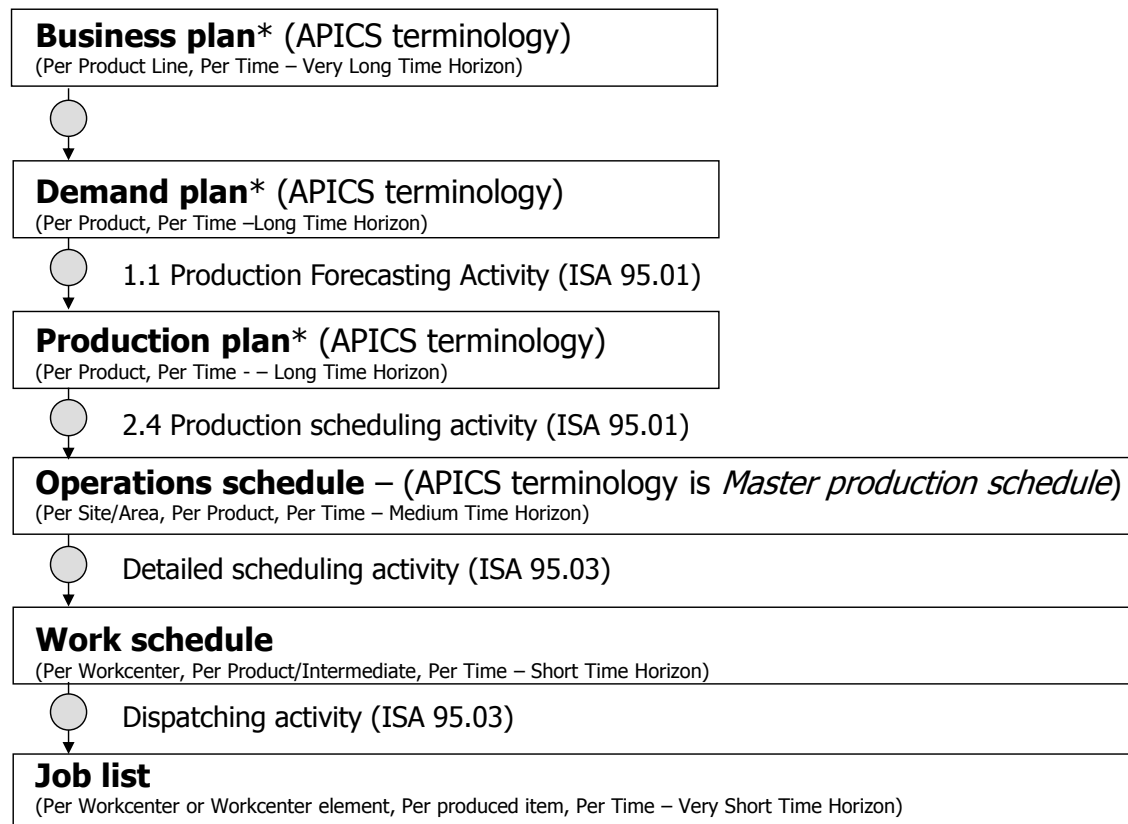 Business plan* (APICS terminology)
(Per Product Line, Per Time – Very Long Time Horizon)
Demand plan* (APICS terminology)
(Per Product, Per Time –Long Time Horizon)
1.1 Production Forecasting Activity (ISA 95.01)
Production plan* (APICS terminology)
(Per Product, Per Time - – Long Time Horizon)
2.4 Production scheduling activity (ISA 95.01)
Operations schedule – (APICS terminology is Master production schedule)
(Per Site/Area, Per Product, Per Time – Medium Time Horizon)
Detailed scheduling activity (ISA 95.03)
Work schedule
(Per Workcenter, Per Product/Intermediate, Per Time – Short Time Horizon)
Dispatching activity (ISA 95.03)
Job list
(Per Workcenter or Workcenter element, Per produced item, Per Time – Very Short Time Horizon)